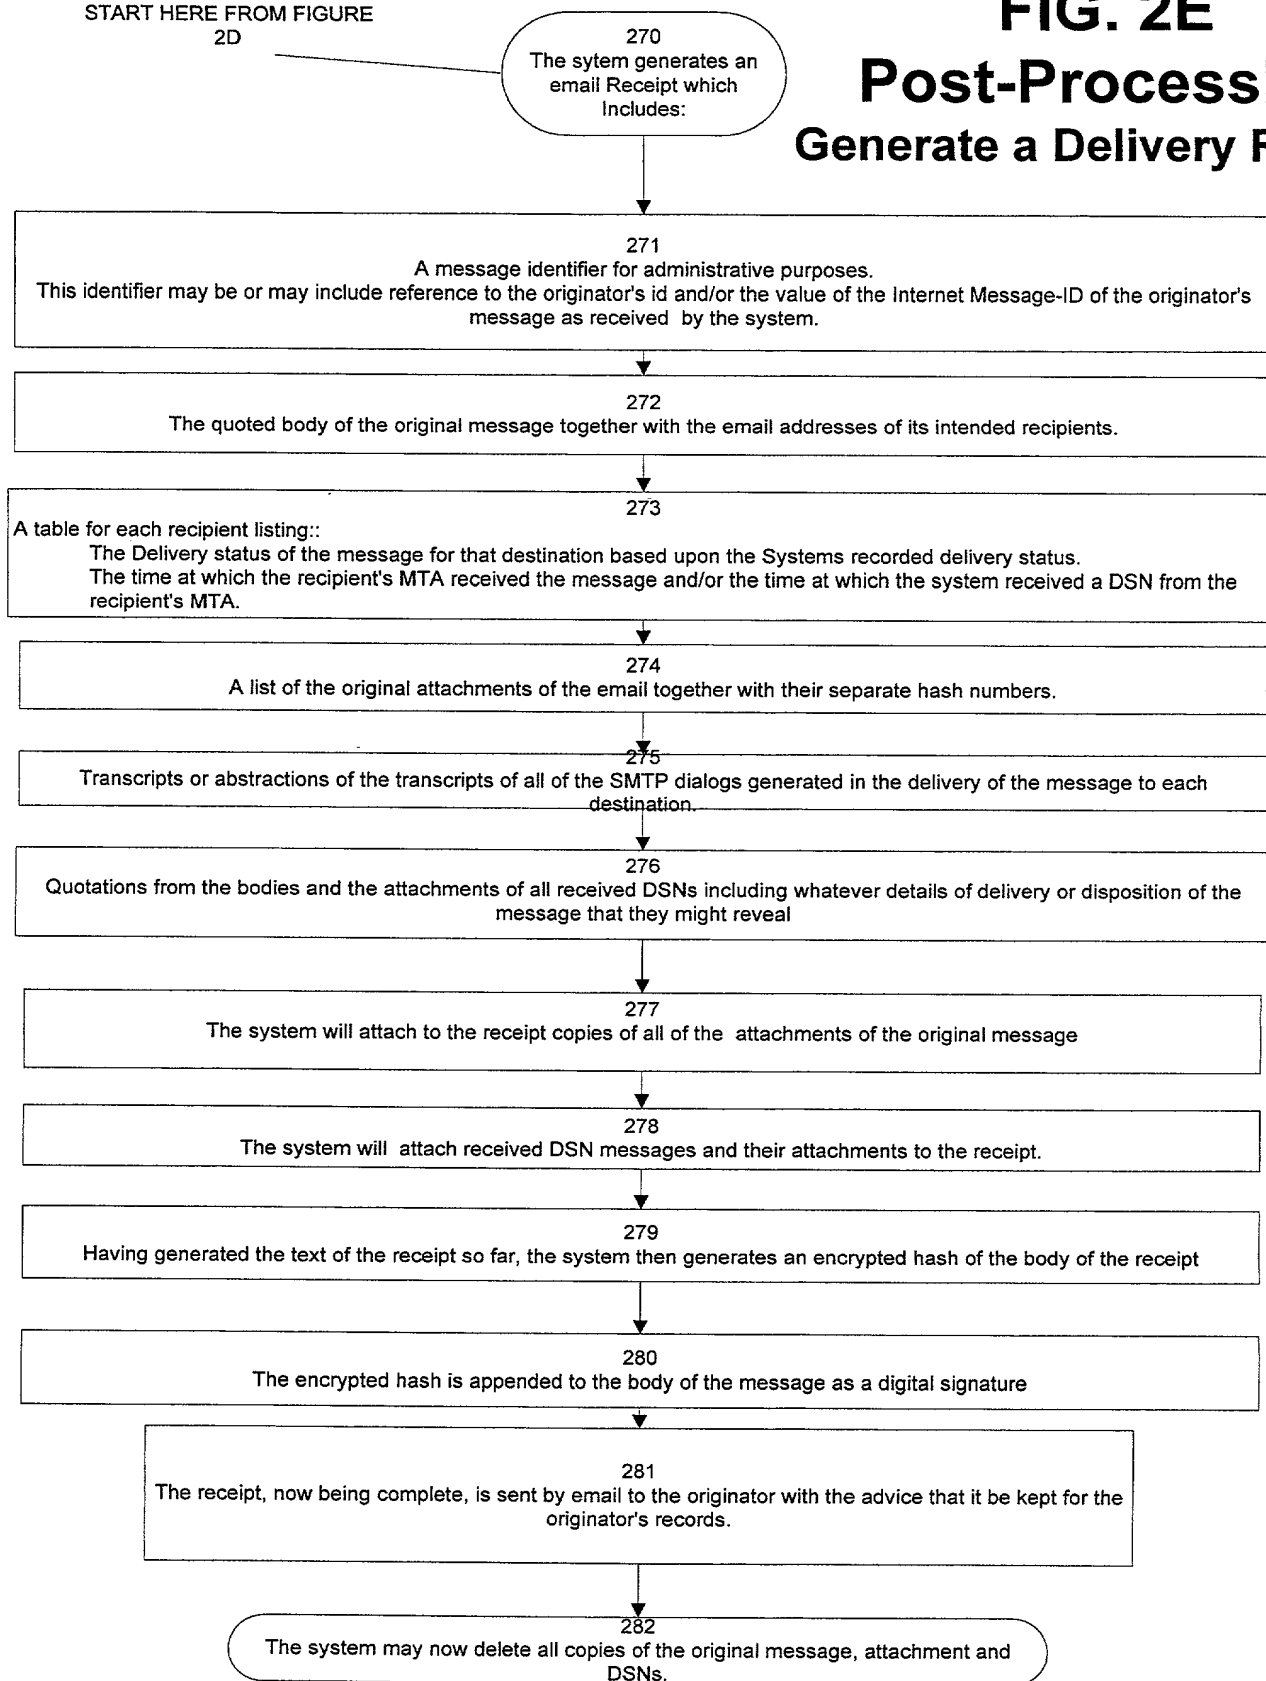 START HERE FROM FIGURE
2D
FIG. 2E
Post-Process
Generate a Delivery
270
The sytem generates an
email Receipt which
Includes:
271
A message identifier for administrative purposes.
This identifier may be or may include reference to the originator's id and/or the value of the Internet Message-ID of the originator's
message as received by the system.
272
The quoted body of the original message together with the email addresses of its intended recipients.
273
A table for each recipient listing::
The Delivery status of the message for that destination based upon the Systems recorded delivery status.
The time at which the recipient's MTA received the message and/or the time at which the system received a DSN from the
recipient's MTA.
274
A list of the original attachments of the email together with their separate hash numbers.
275
Transcripts or abstractions of the transcripts of all of the SMTP dialogs generated in the delivery of the message to each
destination.
276
Quotations from the bodies and the attachments of all received DSNs including whatever details of delivery or disposition of the
message that they might reveal
277
The system will attach to the receipt copies of all of the attachments of the original message
278
The system will attach received DSN messages and their attachments to the receipt.
279
Having generated the text of the receipt so far, the system then generates an encrypted hash of the body of the receipt
280
The encrypted hash is appended to the body of the message as a digital signature
281
The receipt, now being complete, is sent by email to the originator with the advice that it be kept for the
originator's records.
282
The system may now delete all copies of the original message, attachment and
DSNs.